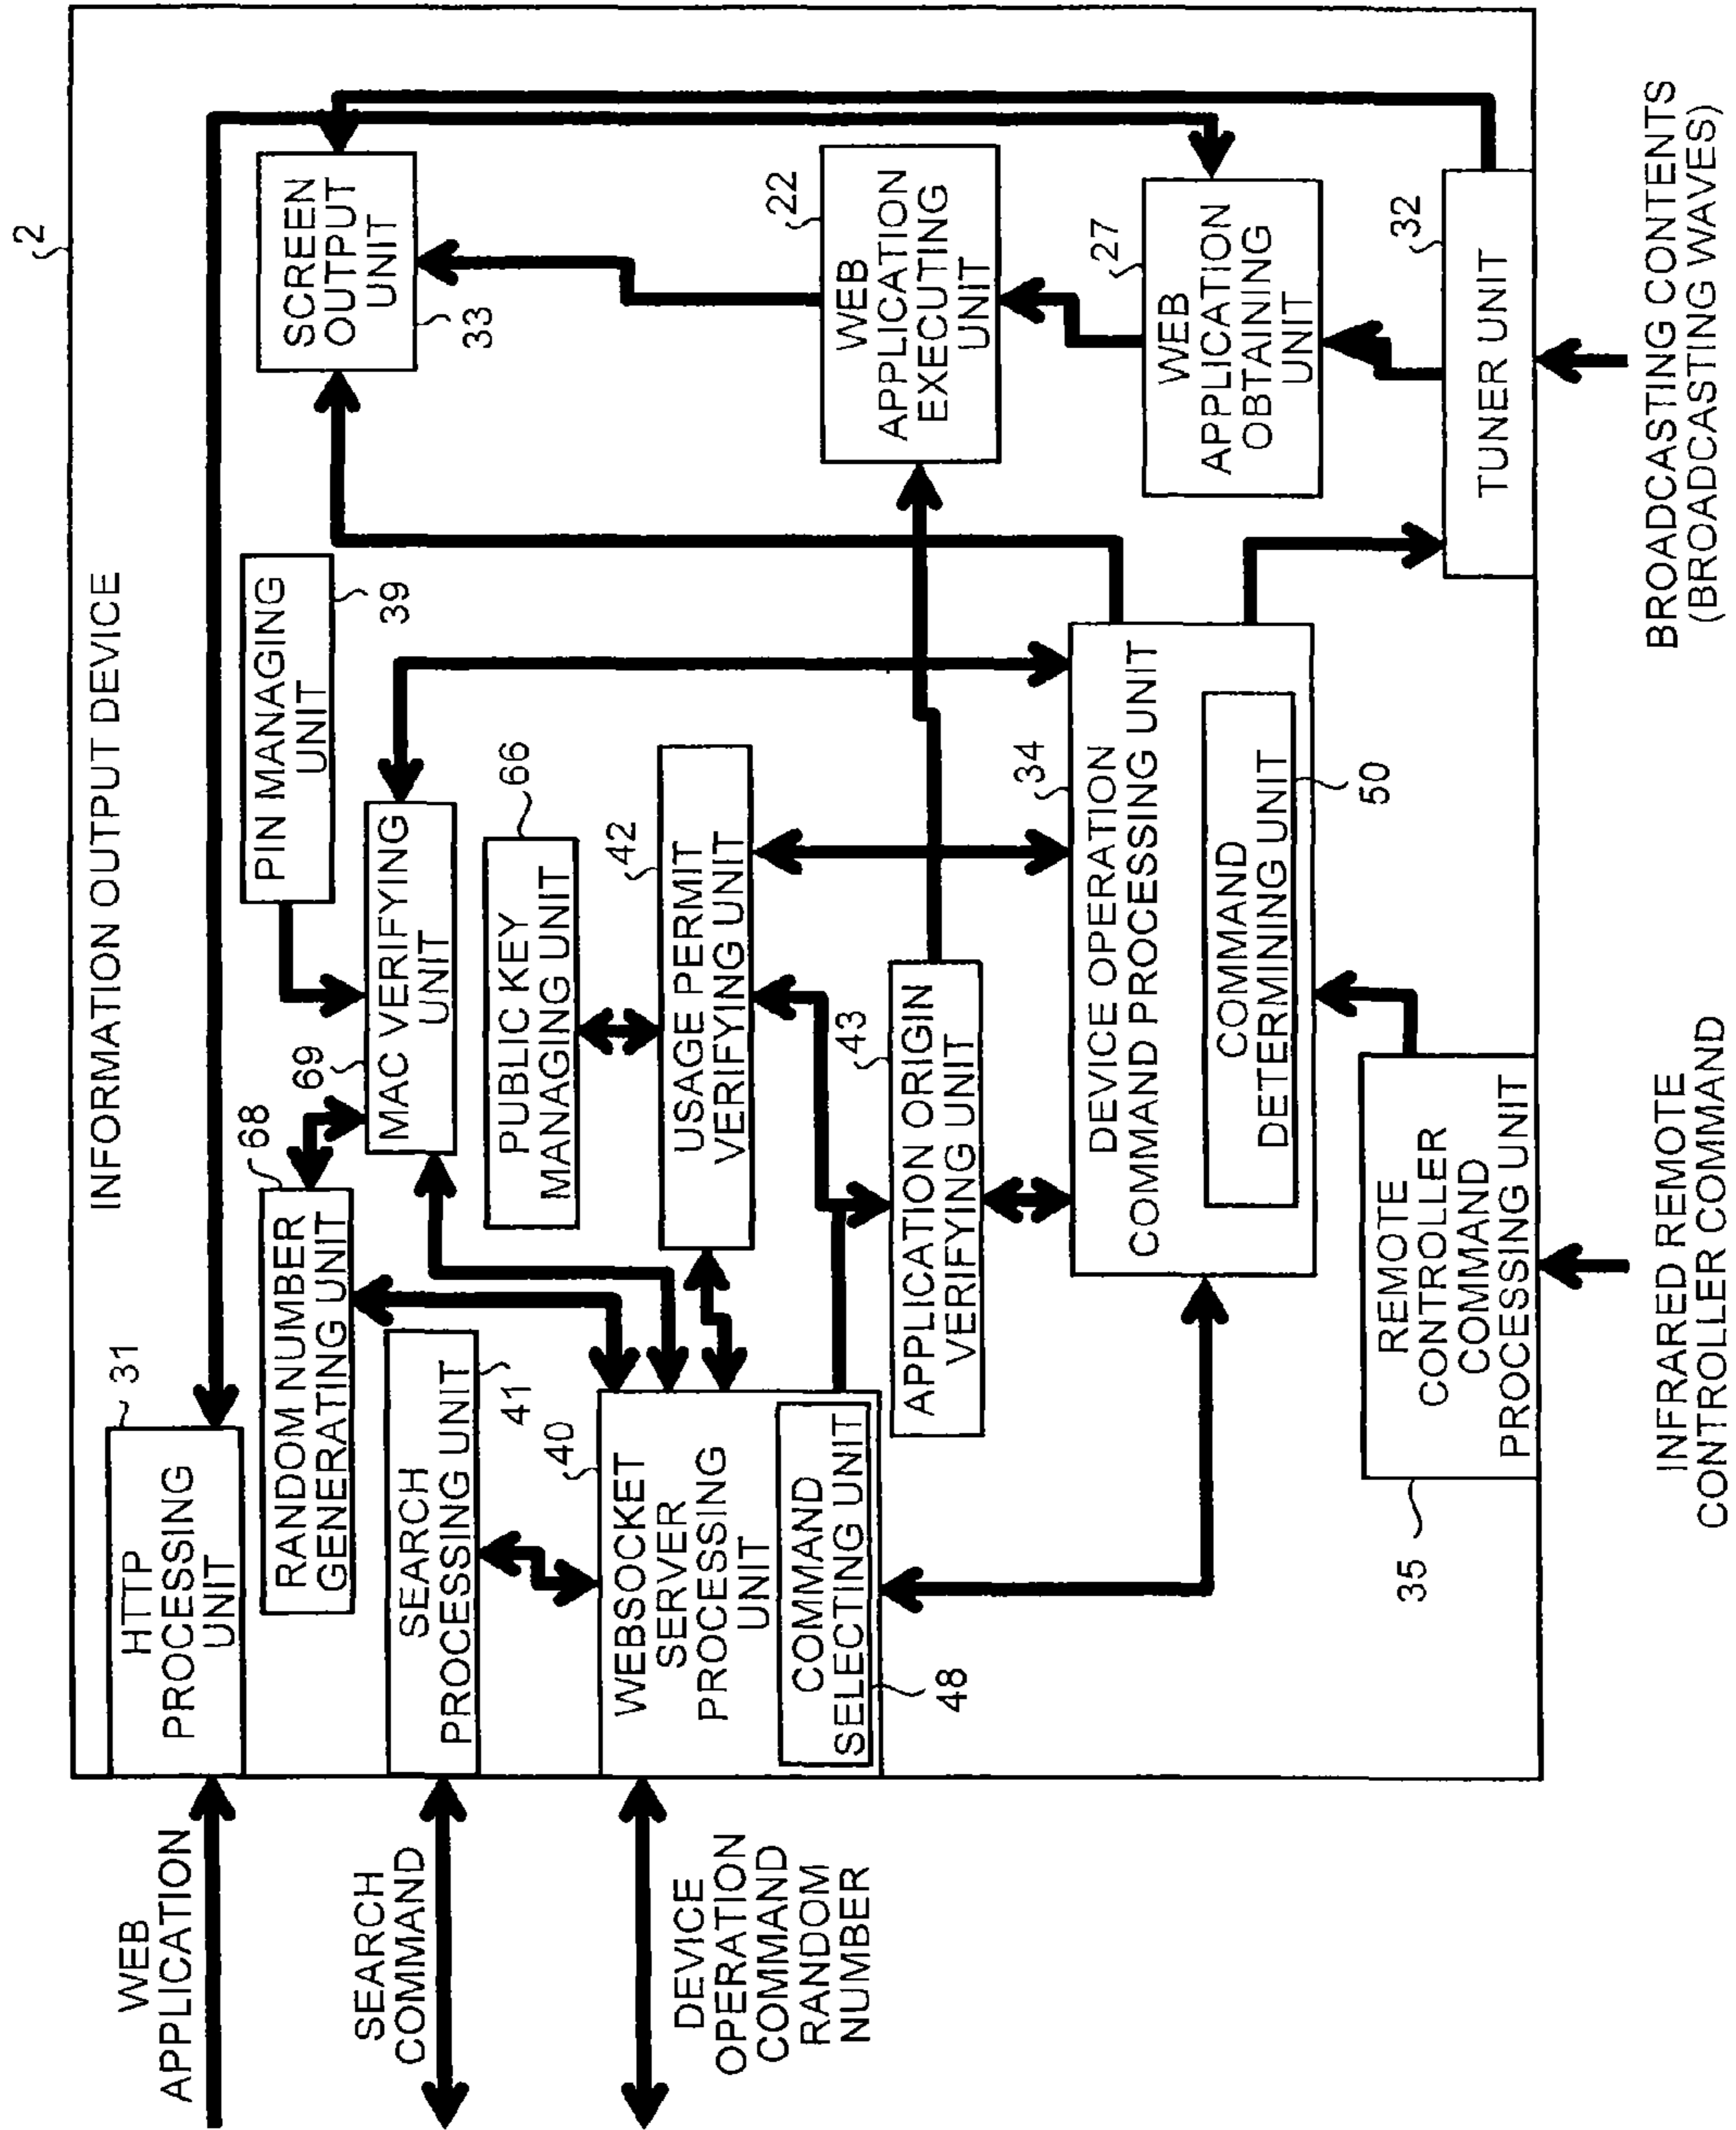 2
INFORMATION OUTPUT DEVICE
WEB
APPLICATION
HTTP
PROCESSING
UNIT
31
RANDOM NUMBER
GENERATING UNIT
68
PIN MANAGING
UNIT
39
SCREEN
OUTPUT
UNIT
33
SEARCH
COMMAND
SEARCH
PROCESSING UNIT
41
69
MAC VERIFYING
UNIT
PUBLIC KEY
MANAGING UNIT
66
DEVICE
OPERATION
COMMAND
RANDOM
NUMBER
40
WEBSOCKET
SERVER
PROCESSING
UNIT
COMMAND
SELECTING UNIT
48
42
USAGE PERMIT
VERIFYING UNIT
22
WEB
APPLICATION
EXECUTING
UNIT
43
APPLICATION ORIGIN
VERIFYING UNIT
34
DEVICE OPERATION
COMMAND PROCESSING UNIT
COMMAND
DETERMINING UNIT
50
27
WEB
APPLICATION
OBTAINING
UNIT
REMOTE
CONTROLLER
COMMAND
PROCESSING UNIT
35
32
TUNER UNIT
INFRARED REMOTE
CONTROLLER COMMAND
BROADCASTING CONTENTS
(BROADCASTING WAVES)